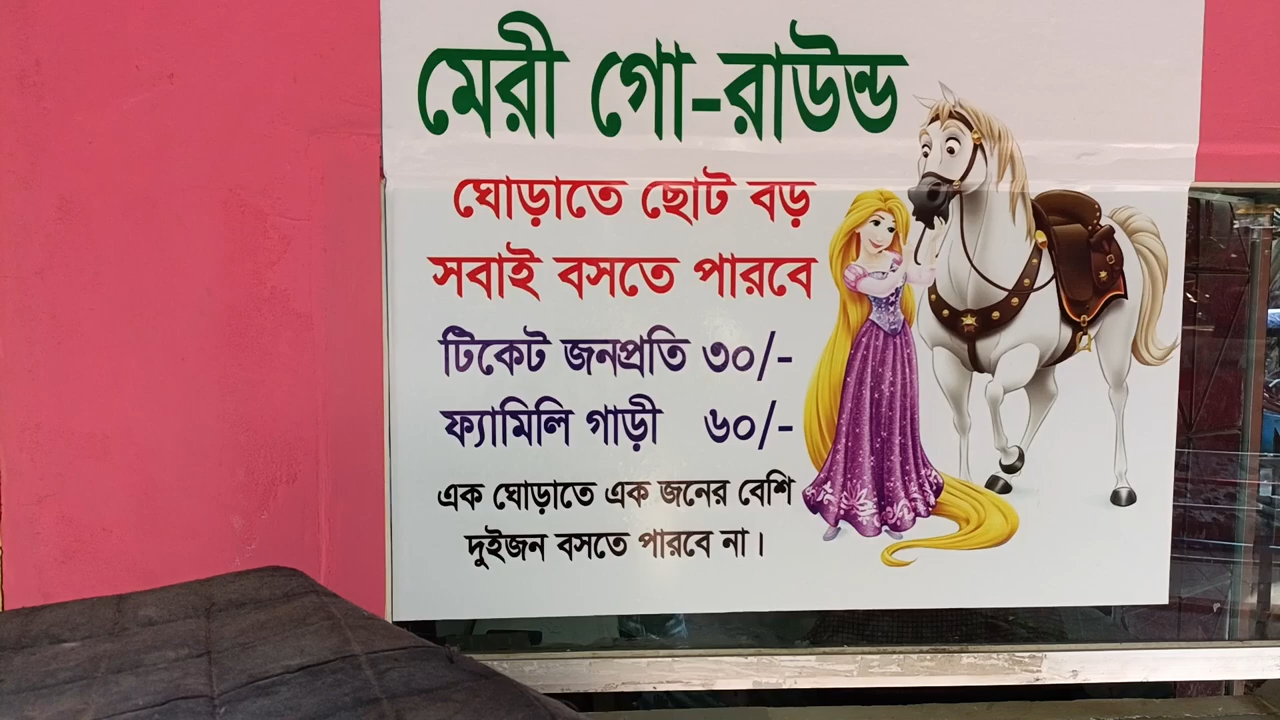 মেরী গো-রাউন্ড
ঘোড়াতে ছোট বড়
সবাই বসতে পারবে
টিকেট জনপ্রতি ৩০/-
ফ্যামিলি গাড়ী ৬০/-
এক ঘোড়াতে এক জনের বেশি
দুইজন বসতে পারবে না।